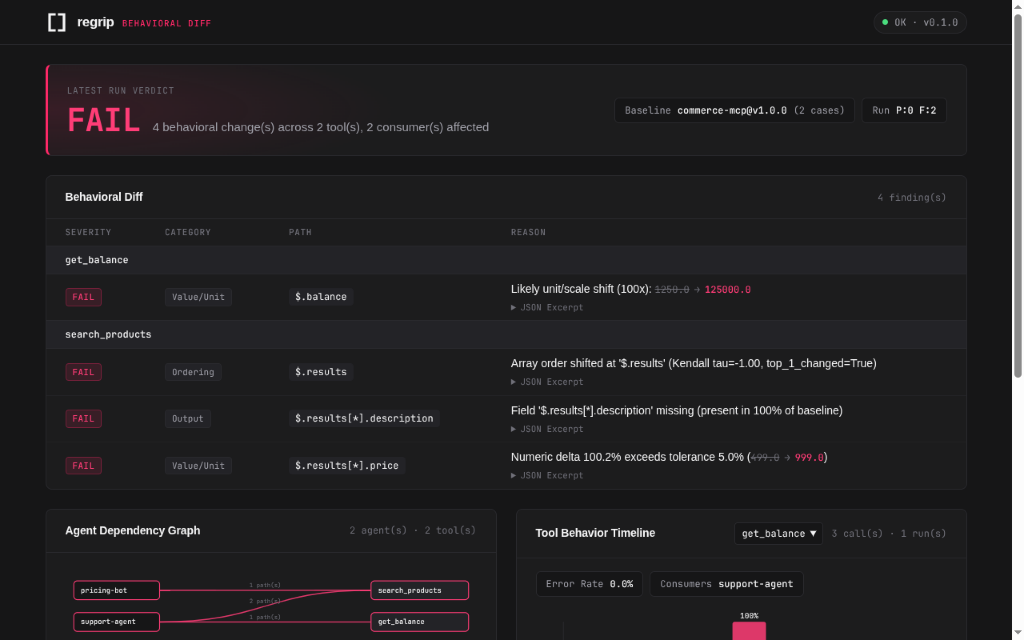 regrip BEHAVIORAL DIFF
OK · v0.1.0
LATEST RUN VERDICT
FAIL 4 behavioral change(s) across 2 tool(s), 2 consumer(s) affected
Baseline commerce-mcp@v1.0.0 (2 cases)
Run P:0 F:2
Behavioral Diff
4 finding(s)
SEVERITY CATEGORY PATH REASON
get_balance
FAIL Value/Unit $.balance Likely unit/scale shift (100x): 1250.0 → 125000.0
▶ JSON Excerpt
search_products
FAIL Ordering $.results Array order shifted at '$.results' (Kendall tau=-1.00, top_1_changed=True)
▶ JSON Excerpt
FAIL Output $.results[*].description Field '$.results[*].description' missing (present in 100% of baseline)
▶ JSON Excerpt
FAIL Value/Unit $.results[*].price Numeric delta 100.2% exceeds tolerance 5.0% (499.0 → 999.0)
▶ JSON Excerpt
Agent Dependency Graph
2 agent(s) · 2 tool(s)
pricing-bot
1 path(s)
search_products
support-agent
1 path(s)
get_balance
Tool Behavior Timeline
get_balance ▼
3 call(s) · 1 run(s)
Error Rate 0.0%
Consumers support-agent
100%